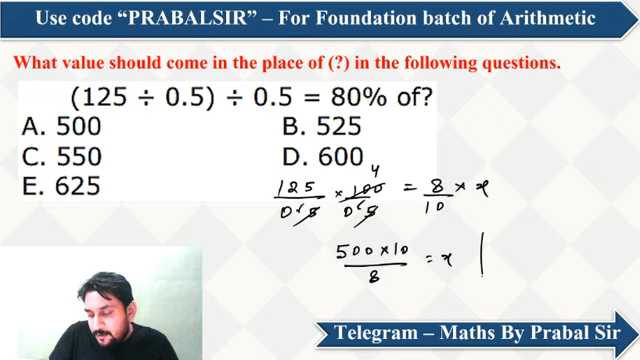 Use code “PRABALSIR” – For Foundation batch of Arithmetic
What value should come in the place of (?) in the following questions.
(125 ÷ 0.5) ÷ 0.5 = 80% of?
A. 500 B. 525
C. 550 D. 600
E. 625
4
125/0.5 × 100/0.5 = 8/10 × x
500×10/8 = x
Telegram – Maths By Prabal Sir